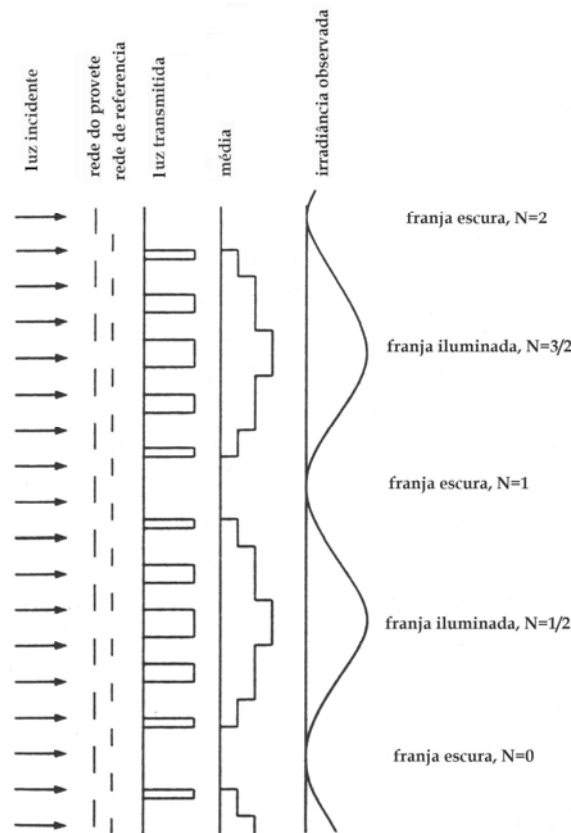 luz incidente
rede do provete
rede de referencia
luz transmitida
média
irradiância observada
franja escura, N=2
franja iluminada, N=3/2
franja escura, N=1
franja iluminada, N=1/2
franja escura, N=0